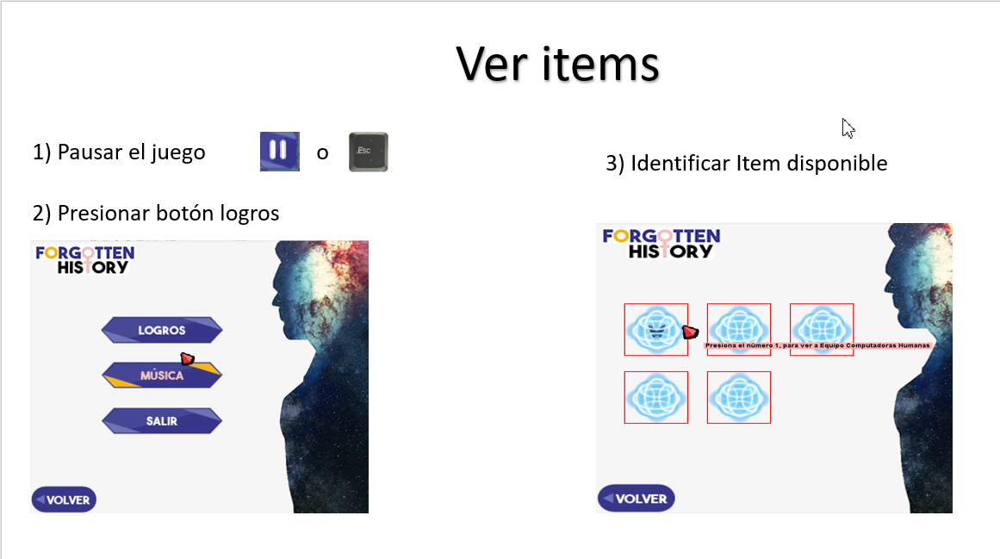 Ver items
1) Pausar el juego
Esc
o
2) Presionar botón logros
FORGOTTEN
HISTORY
LOGROS
MÚSICA
SALIR
VOLVER
3) Identificar Item disponible
FORGOTTEN
HISTORY
Presiona el número 1, para ver a Equipo Computadoras Humanas
VOLVER